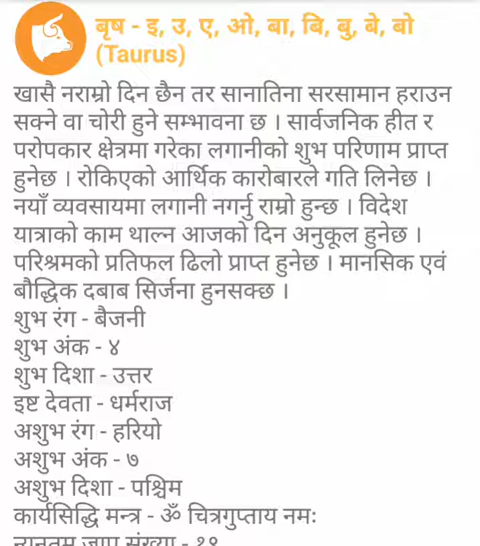 बृष - इ, उ, ए, ओ, बा, बि, बु, बे, बो
(Taurus)
खासै नराम्रो दिन छैन तर सानातिना सरसामान हराउन
सक्ने वा चोरी हुने सम्भावना छ । सार्वजनिक हीत र
परोपकार क्षेत्रमा गरेका लगानीको शुभ परिणाम प्राप्त
हुनेछ । रोकिएको आर्थिक कारोबारले गति लिनेछ ।
नयाँ व्यवसायमा लगानी नगर्नु राम्रो हुन्छ । विदेश
यात्राको काम थाल्न आजको दिन अनुकूल हुनेछ ।
परिश्रमको प्रतिफल ढिलो प्राप्त हुनेछ । मानसिक एवं
बौद्धिक दबाब सिर्जना हुनसक्छ ।
शुभ रंग - बैजनी
शुभ अंक - ४
शुभ दिशा - उत्तर
इष्ट देवता - धर्मराज
अशुभ रंग - हरियो
अशुभ अंक - ७
अशुभ दिशा - पश्चिम
कार्यसिद्धि मन्त्र - ॐ चित्रगुप्ताय नमः
न्यूनतम जाप संख्या -